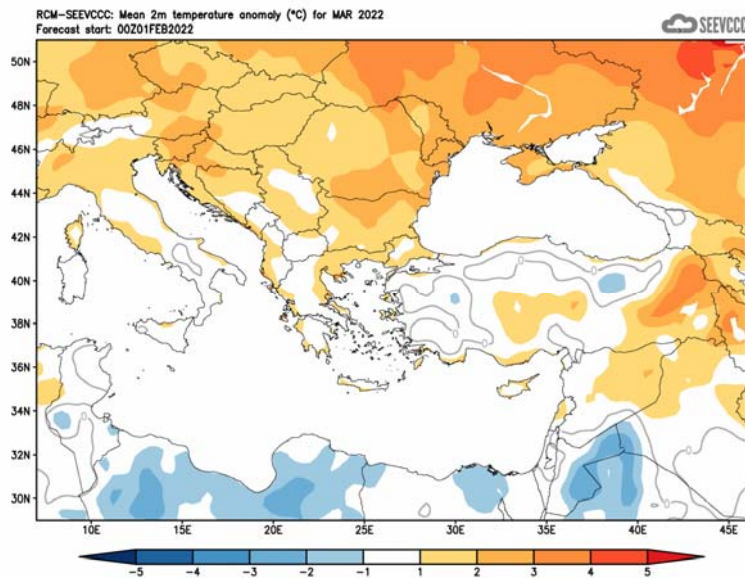 RCM-SEEVCCC: Mean 2m temperature anomaly (°C) for MAR 2022
Forecast start: 00Z01FEB2022
SEEVCCC
50N
48N
46N
44N
42N
40N
38N
36N
34N
32N
30N
10E 15E 20E 25E 30E 35E 40E 45E
-5 -4 -3 -2 -1 1 2 3 4 5